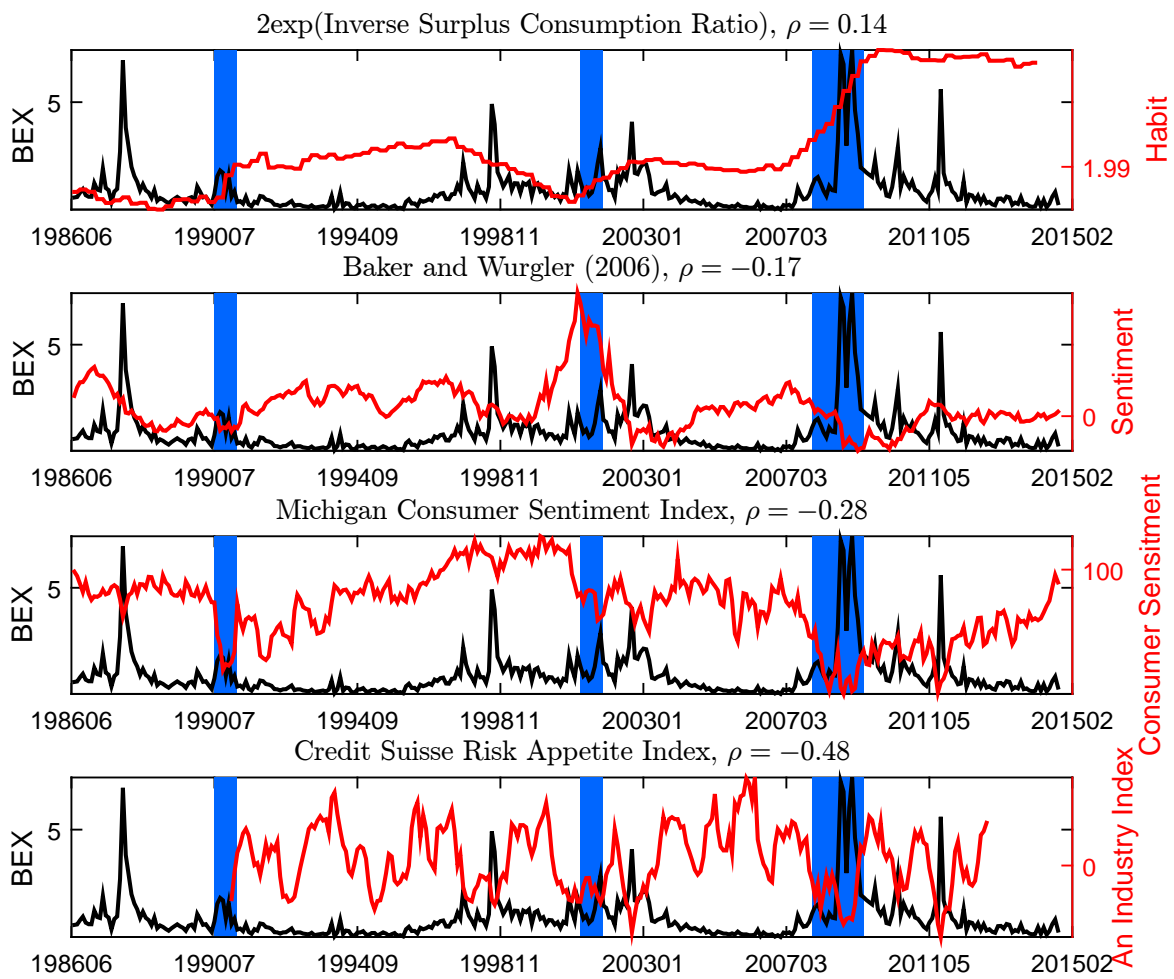 2exp(Inverse Surplus Consumption Ratio), ρ = 0.14
BEX
5
1.99
Habit
198606 199007 199409 199811 200301 200703 201105 201502
Baker and Wurgler (2006), ρ = −0.17
BEX
5
0
Sentiment
198606 199007 199409 199811 200301 200703 201105 201502
Michigan Consumer Sentiment Index, ρ = −0.28
BEX
5
100
Consumer Sensitment
198606 199007 199409 199811 200301 200703 201105 201502
Credit Suisse Risk Appetite Index, ρ = −0.48
BEX
5
0
An Industry Index
198606 199007 199409 199811 200301 200703 201105 201502